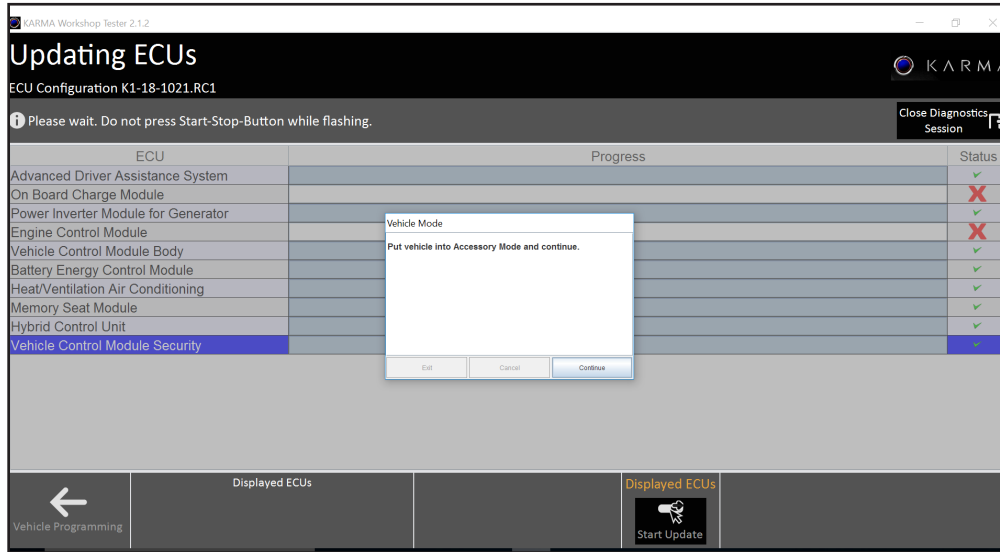 KARMA Workshop Tester 2.1.2
Updating ECUs
KARMA
ECU Configuration K1-18-1021.RC1
Please wait. Do not press Start-Stop-Button while flashing.
Close Diagnostics
Session
ECU Progress Status
Advanced Driver Assistance System
On Board Charge Module
Power Inverter Module for Generator
Engine Control Module
Vehicle Control Module Body
Battery Energy Control Module
Heat/Ventilation Air Conditioning
Memory Seat Module
Hybrid Control Unit
Vehicle Control Module Security
Vehicle Mode
Put vehicle into Accessory Mode and continue.
Exit Cancel Continue
Vehicle Programming
Displayed ECUs
Displayed ECUs
Start Update